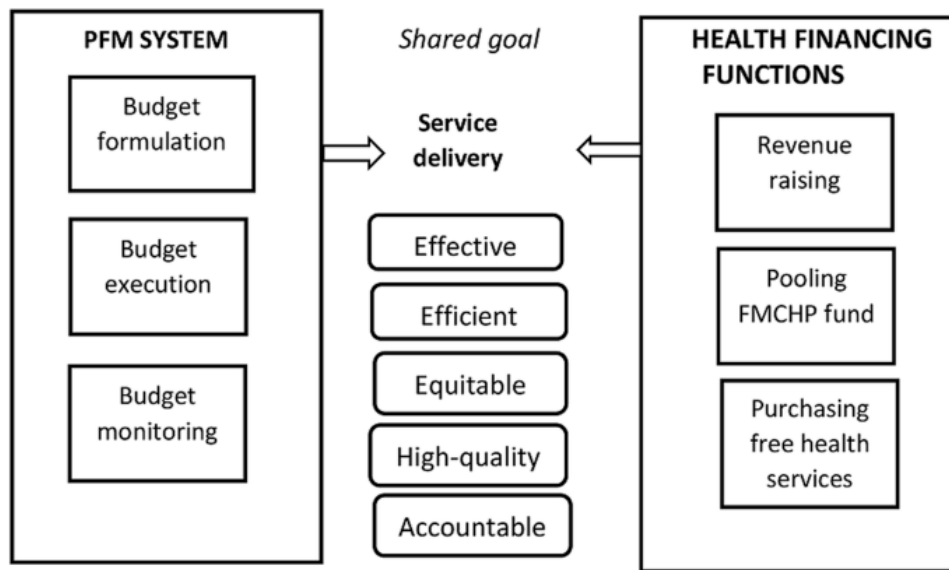 PFM SYSTEM
Budget
formulation
Budget
execution
Budget
monitoring
Shared goal
Service
delivery
Effective
Efficient
Equitable
High-quality
Accountable
HEALTH FINANCING
FUNCTIONS
Revenue
raising
Pooling
FMCHP fund
Purchasing
free health
services